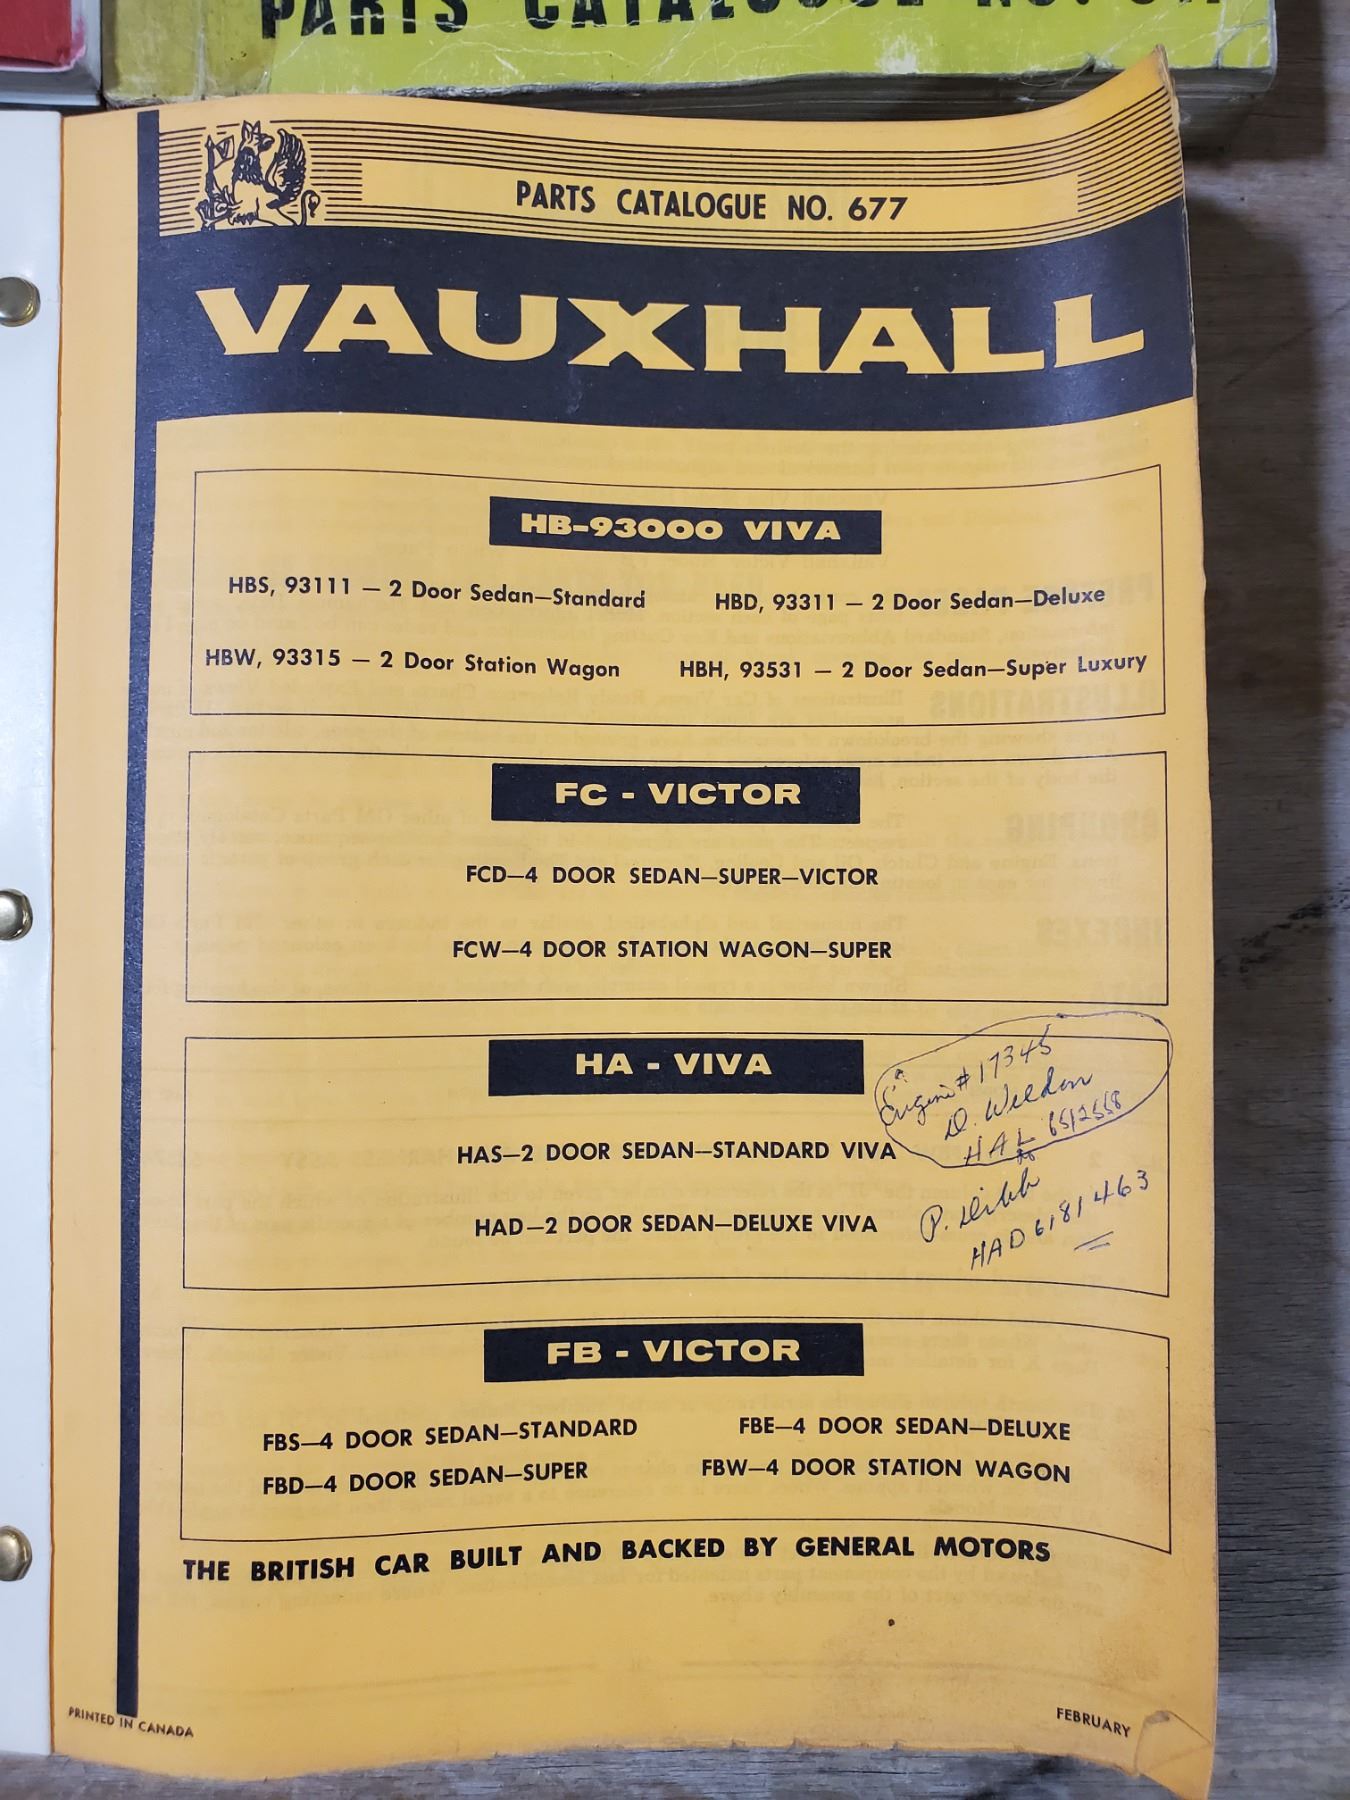 PARTS CATALOGUE NO.
PARTS CATALOGUE NO. 677
VAUXHALL
HB-93000 VIVA
HBS, 93111 — 2 Door Sedan—Standard
HBD, 93311 — 2 Door Sedan—Deluxe
HBW, 93315 — 2 Door Station Wagon
HBH, 93531 — 2 Door Sedan—Super Luxury
FC - VICTOR
FCD—4 DOOR SEDAN—SUPER—VICTOR
FCW—4 DOOR STATION WAGON—SUPER
HA - VIVA
Engine # 17345
D. Weldon
HAL 6512558
HAS—2 DOOR SEDAN—STANDARD VIVA
P. Dibb
HAD 6181463
HAD—2 DOOR SEDAN—DELUXE VIVA
FB - VICTOR
FBS—4 DOOR SEDAN—STANDARD
FBE—4 DOOR SEDAN—DELUXE
FBD—4 DOOR SEDAN—SUPER
FBW—4 DOOR STATION WAGON
THE BRITISH CAR BUILT AND BACKED BY GENERAL MOTORS
PRINTED IN CANADA
FEBRUARY